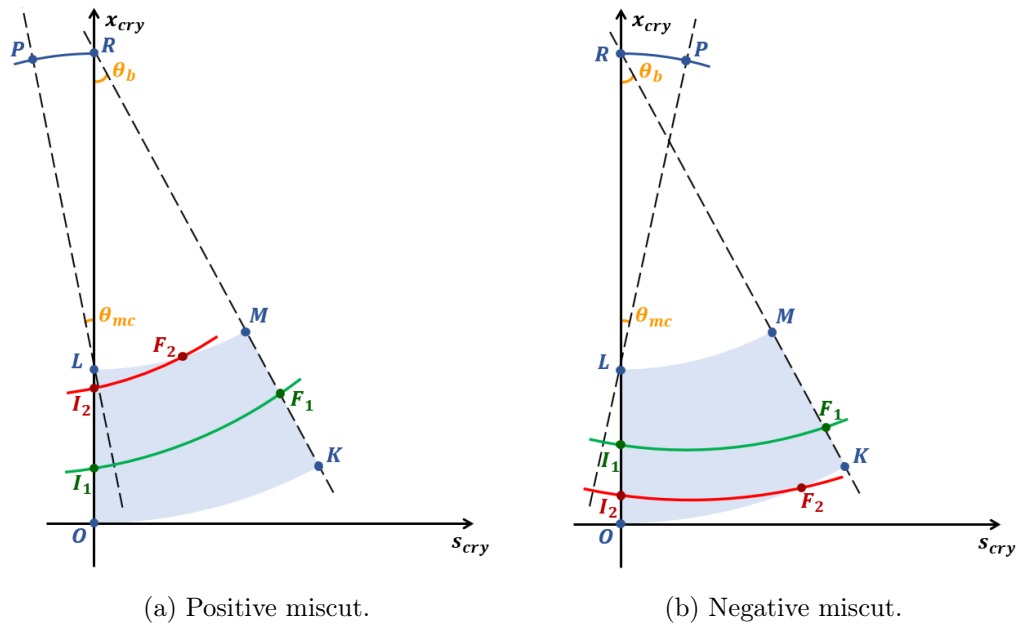 x_cry
P
R
θ_b
θ_mc
L
M
F_2
I_2
F_1
I_1
K
O
s_cry
(a) Positive miscut.
x_cry
R
P
θ_b
θ_mc
L
M
F_1
I_1
K
I_2
F_2
O
s_cry
(b) Negative miscut.